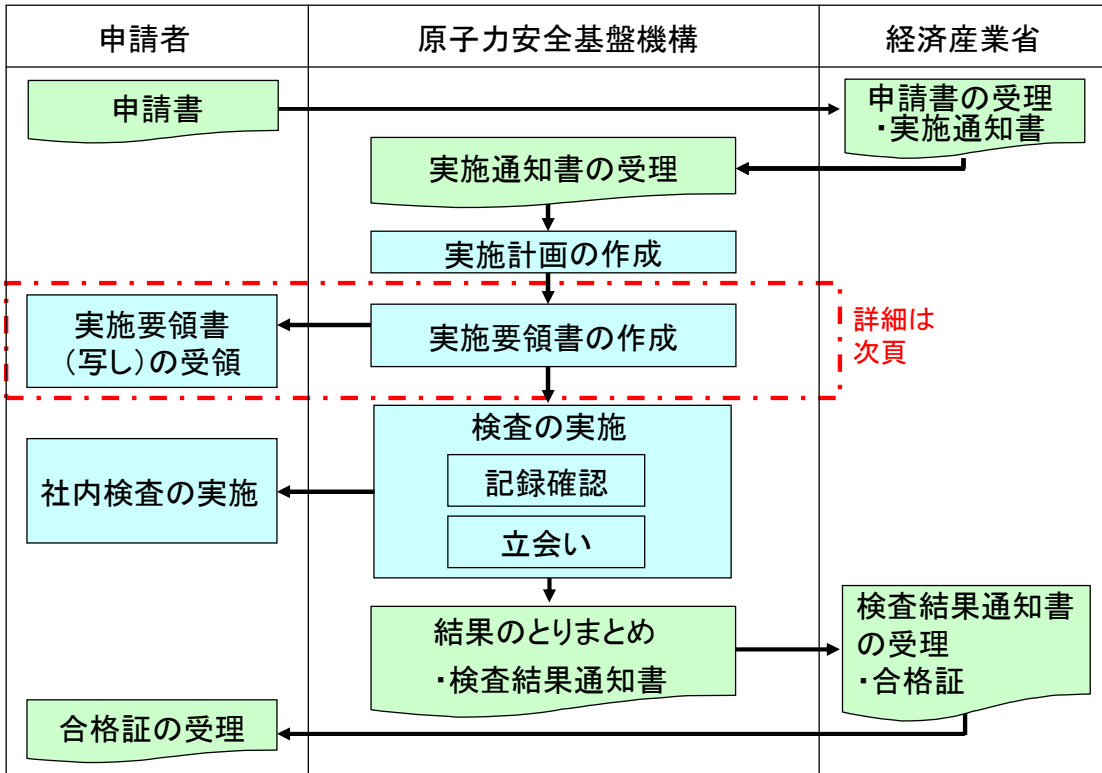 申請者
原子力安全基盤機構
経済産業省
申請書
申請書の受理
・実施通知書
実施通知書の受理
実施計画の作成
実施要領書
(写し)の受領
実施要領書の作成
詳細は
次頁
検査の実施
記録確認
立会い
社内検査の実施
結果のとりまとめ
・検査結果通知書
検査結果通知書
の受理
・合格証
合格証の受理